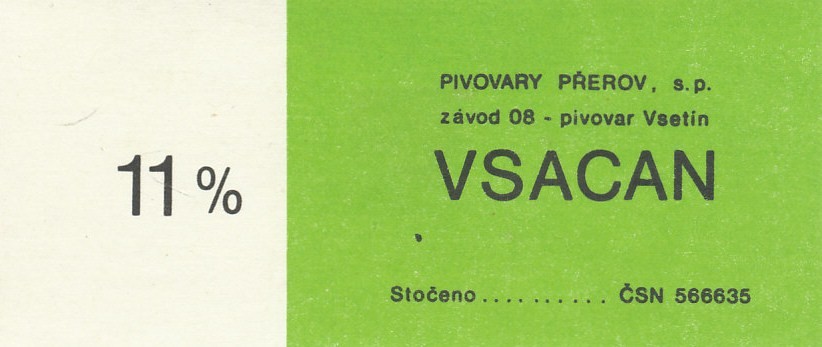 11 %
PIVOVARY PŘEROV, s.p.
závod 08 - pivovar Vsetín
VSACAN
Stočeno.......... ČSN 566635